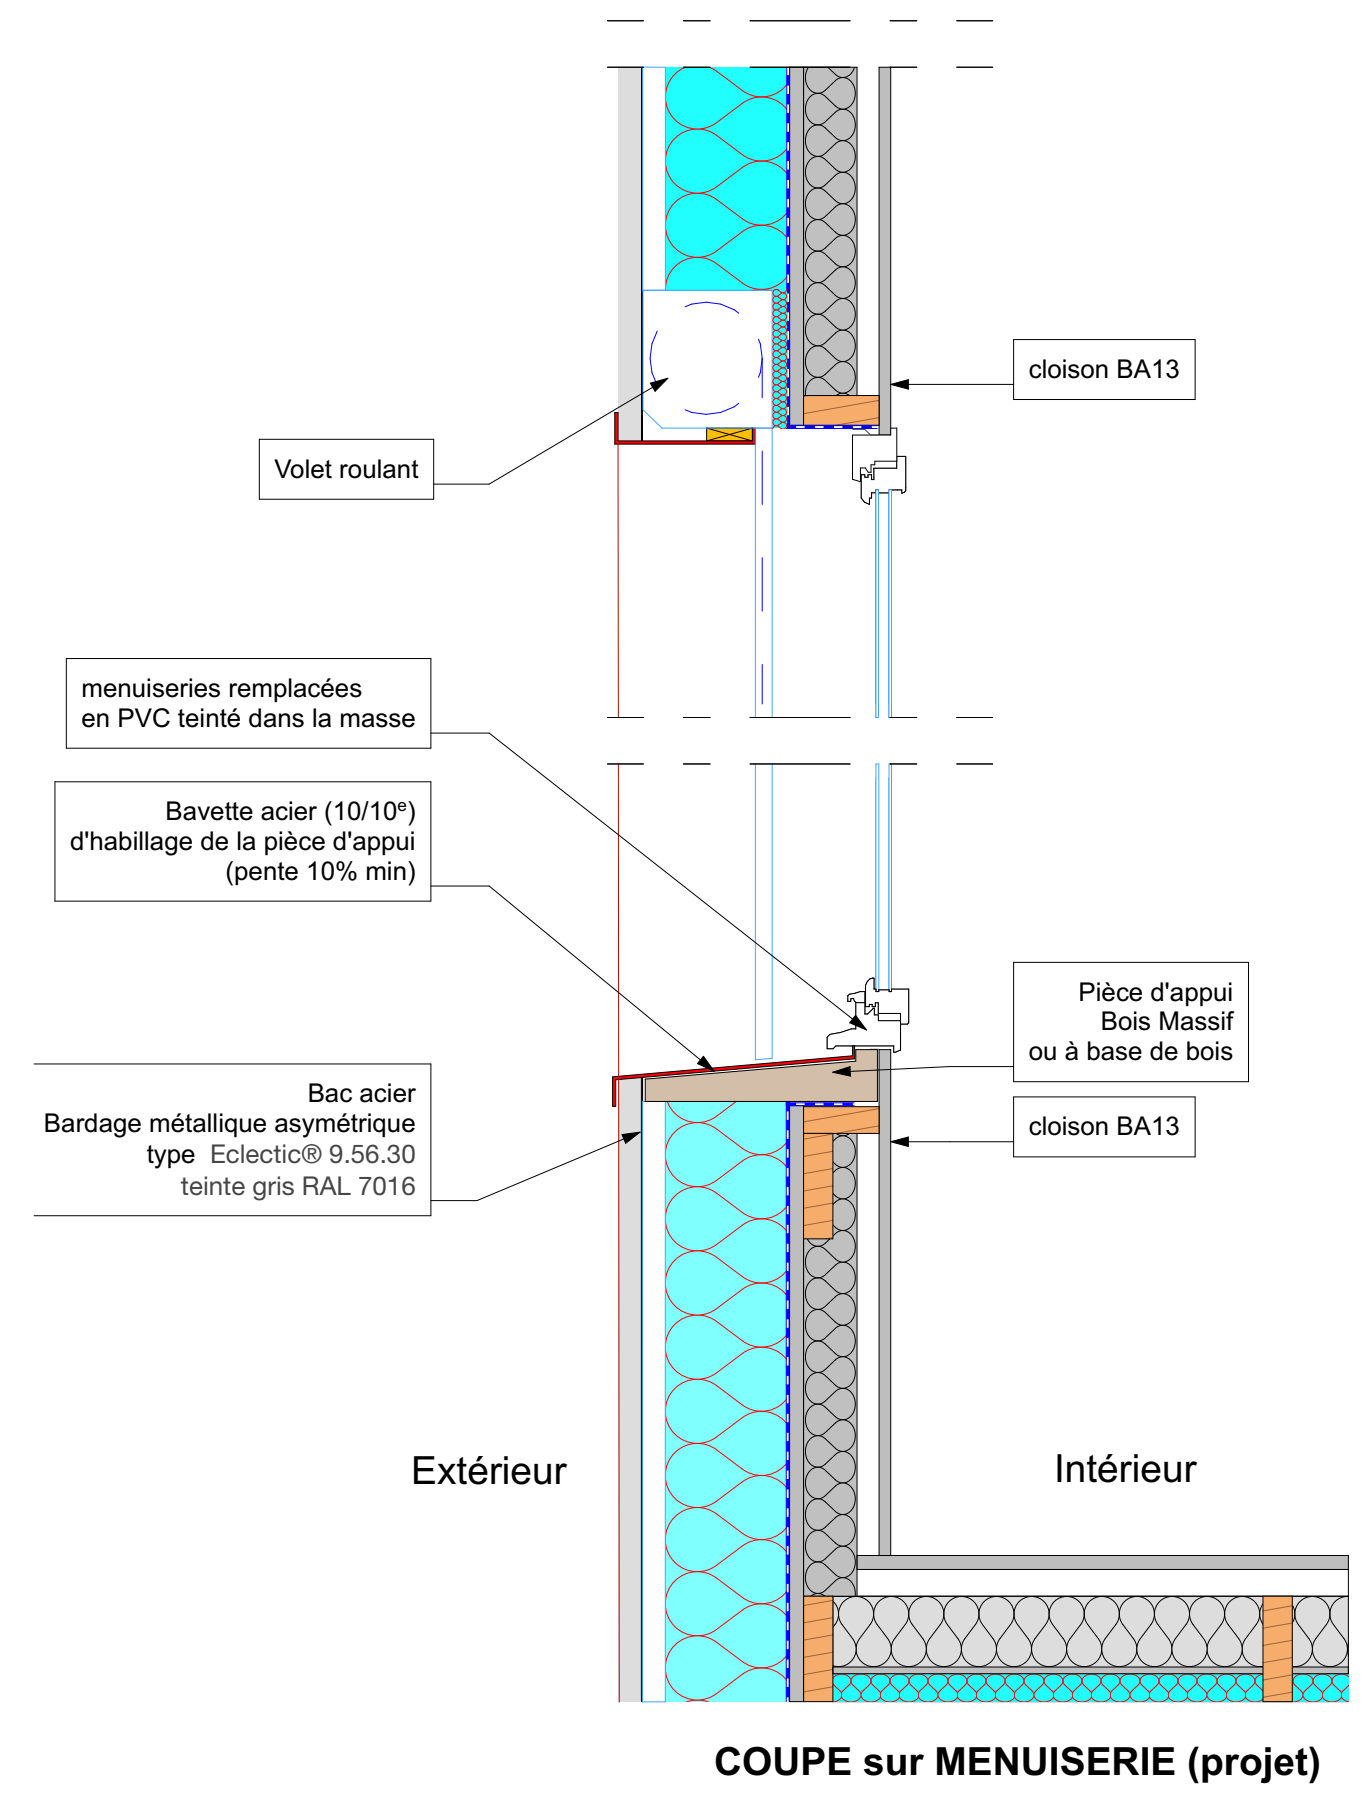 cloison BA13
Volet roulant
menuiseries remplacées
en PVC teinté dans la masse
Bavette acier (10/10e)
d'habillage de la pièce d'appui
(pente 10% min)
Pièce d'appui
Bois Massif
ou à base de bois
Bac acier
Bardage métallique asymétrique
type Eclectic® 9.56.30
teinte gris RAL 7016
cloison BA13
Extérieur
Intérieur
COUPE sur MENUISERIE (projet)